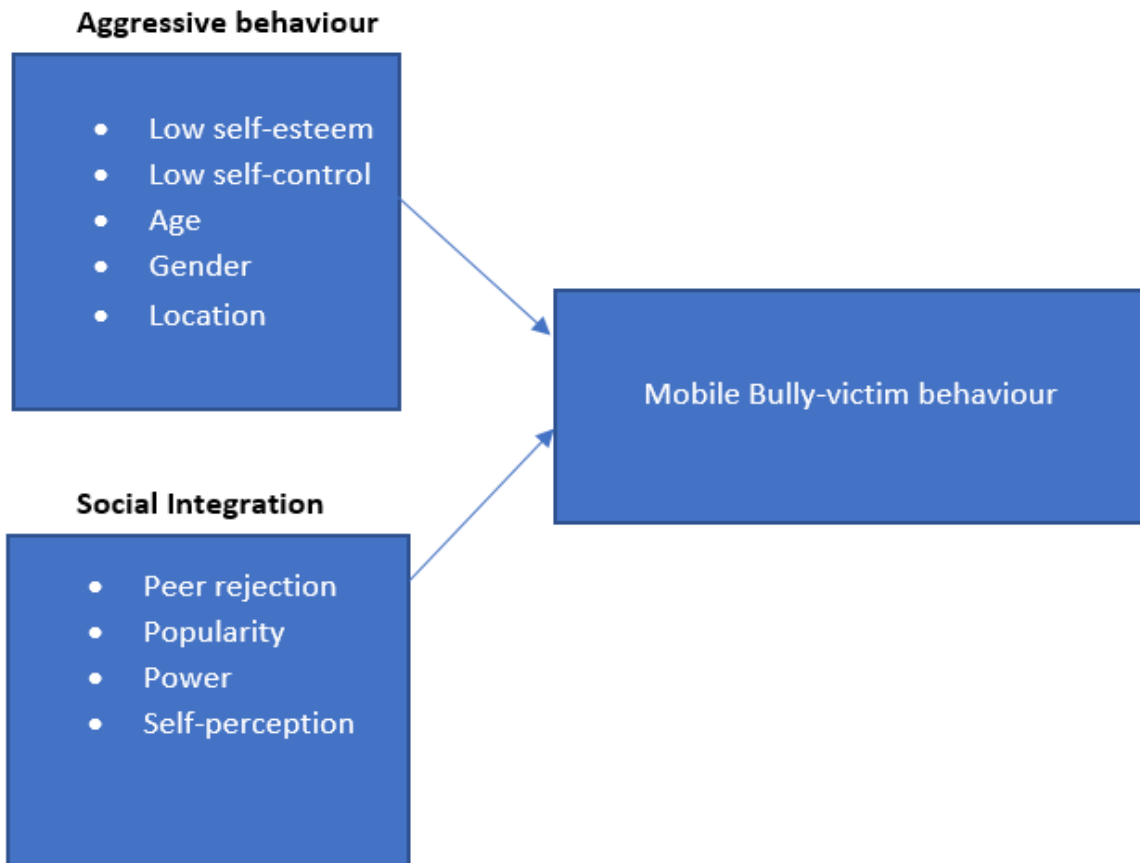 Aggressive behaviour
• Low self-esteem
• Low self-control
• Age
• Gender
• Location
Mobile Bully-victim behaviour
Social Integration
• Peer rejection
• Popularity
• Power
• Self-perception